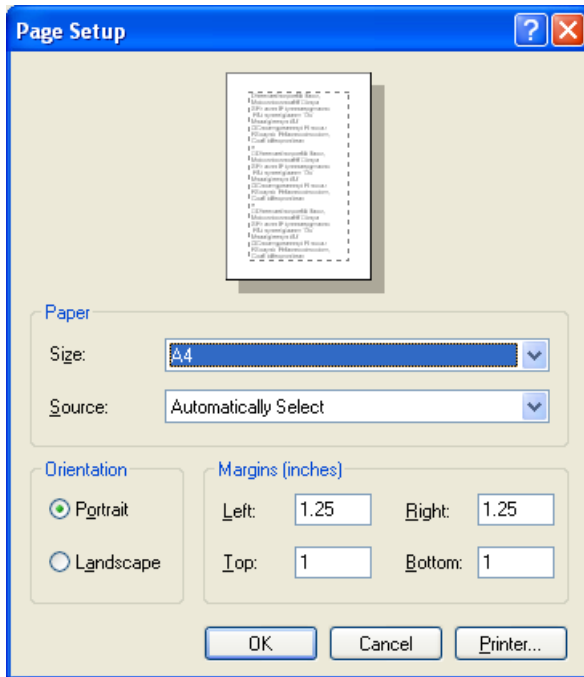 Page Setup
Paper
Size: A4
Source: Automatically Select
Orientation
Portrait
Landscape
Margins (inches)
Left: 1.25 Right: 1.25
Top: 1 Bottom: 1
OK Cancel Printer...